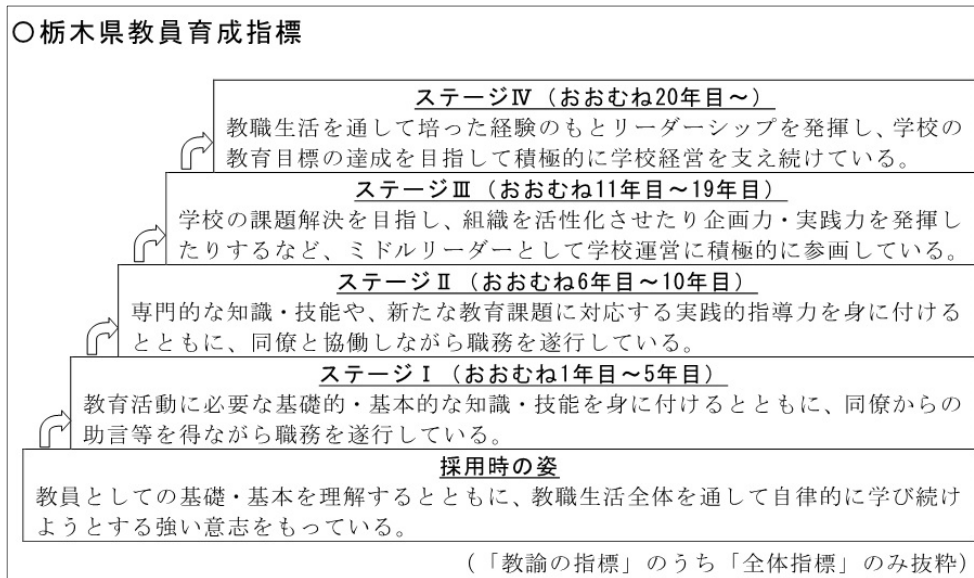 ○栃木県教員育成指標
ステージⅣ（おおむね20年目～）
教職生活を通して培った経験のもとリーダーシップを発揮し、学校の
教育目標の達成を目指して積極的に学校経営を支え続けている。
ステージⅢ（おおむね11年目～19年目）
学校の課題解決を目指し、組織を活性化させたり企画力・実践力を発揮し
たりするなど、ミドルリーダーとして学校運営に積極的に参画している。
ステージⅡ（おおむね6年目～10年目）
専門的な知識・技能や、新たな教育課題に対応する実践的指導力を身に付ける
とともに、同僚と協働しながら職務を遂行している。
ステージⅠ（おおむね1年目～5年目）
教育活動に必要な基礎的・基本的な知識・技能を身に付けるとともに、同僚からの
助言等を得ながら職務を遂行している。
採用時の姿
教員としての基礎・基本を理解するとともに、教職生活全体を通して自律的に学び続け
ようとする強い意志をもっている。
（「教諭の指標」のうち「全体指標」のみ抜粋）